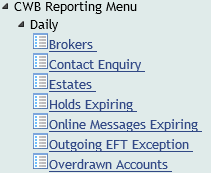 CWB Reporting Menu
Daily
Brokers
Contact Enquiry
Estates
Holds Expiring
Online Messages Expiring
Outgoing EFT Exception
Overdrawn Accounts